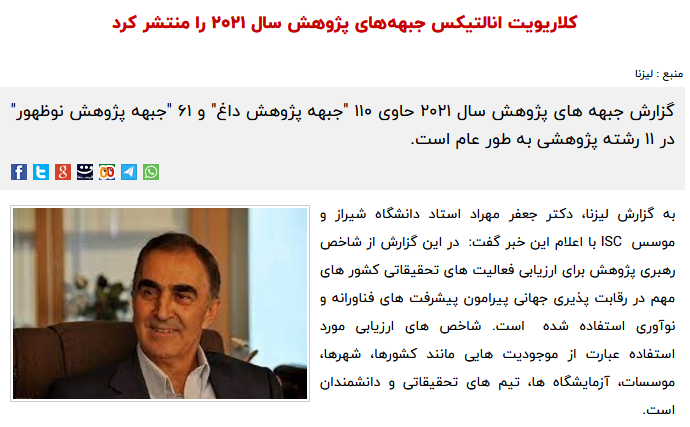 کلاریویت انالتیکس جبهه‌های پژوهش سال ۲۰۲۱ را منتشر کرد
منبع : لیزنا
گزارش جبهه های پژوهش سال ۲۰۲۱ حاوی ۱۱۰ "جبهه پژوهش داغ" و ۶۱ "جبهه پژوهش نوظهور"
در ۱۱ رشته پژوهشی به طور عام است.
به گزارش لیزنا، دکتر جعفر مهراد استاد دانشگاه شیراز و
موسس ISC با اعلام این خبر گفت: در این گزارش از شاخص
رهبری پژوهش برای ارزیابی فعالیت های تحقیقاتی کشور های
مهم در رقابت پذیری جهانی پیرامون پیشرفت های فناورانه و
نوآوری استفاده شده است. شاخص های ارزیابی مورد
استفاده عبارت از موجودیت هایی مانند کشورها، شهرها،
موسسات، آزمایشگاه ها، تیم های تحقیقاتی و دانشمندان
است.